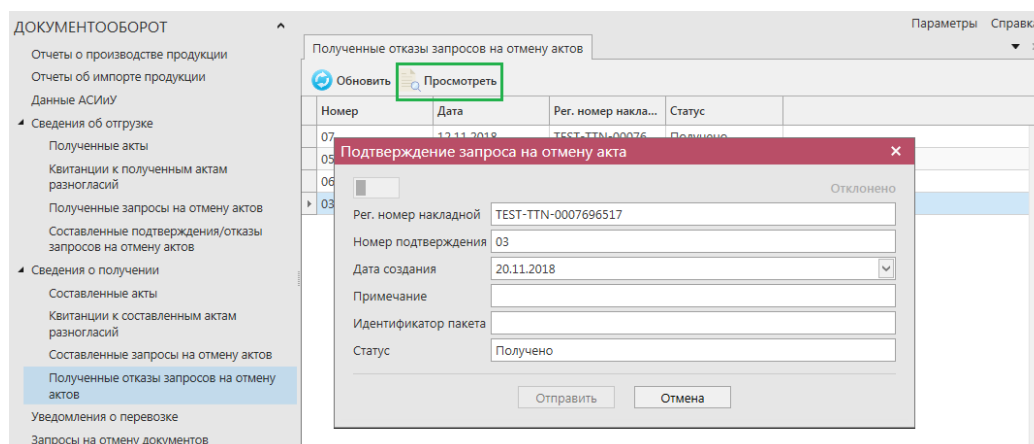 ДОКУМЕНТООБОРОТ
Отчеты о производстве продукции
Отчеты об импорте продукции
Данные АСИиУ
Сведения об отгрузке
Полученные акты
Квитанции к полученным актам
разногласий
Полученные запросы на отмену актов
Составленные подтверждения/отказы
запросов на отмену актов
Сведения о получении
Составленные акты
Квитанции к составленным актам
разногласий
Составленные запросы на отмену актов
Полученные отказы запросов на отмену
актов
Уведомления о перевозке
Запросы на отмену документов
Параметры Справка
Полученные отказы запросов на отмену актов
Обновить Просмотреть
Номер Дата Рег. номер накла... Статус
07 12.11.2018 TEST-TTN-00076... Получено
05
06
03
Подтверждение запроса на отмену акта
Отклонено
Рег. номер накладной TEST-TTN-0007696517
Номер подтверждения 03
Дата создания 20.11.2018
Примечание
Идентификатор пакета
Статус Получено
Отправить Отмена